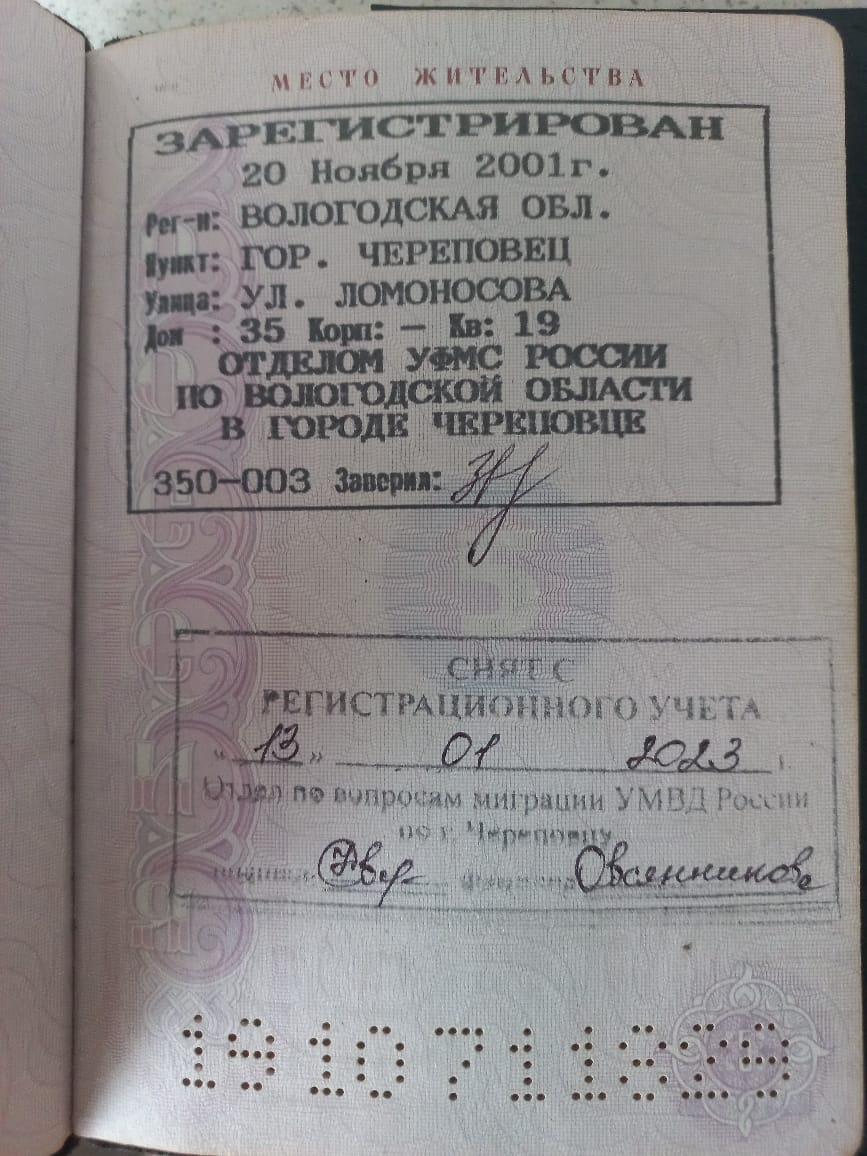 МЕСТО ЖИТЕЛЬСТВА
ЗАРЕГИСТРИРОВАН
20 Ноября 2001г.
Рег-н: ВОЛОГОДСКАЯ ОБЛ.
Пункт: ГОР. ЧЕРЕПОВЕЦ
Улица: УЛ. ЛОМОНОСОВА
Дом : 35 Корп: – Кв: 19
ОТДЕЛОМ УФМС РОССИИ
ПО ВОЛОГОДСКОЙ ОБЛАСТИ
В ГОРОДЕ ЧЕРЕПОВЦЕ
350-003 Заверил:
5
СНЯТ С
РЕГИСТРАЦИОННОГО УЧЕТА
"13" 01 2023 г.
Отдел по вопросам миграции УМВД России
по г. Череповцу
Овсянникова